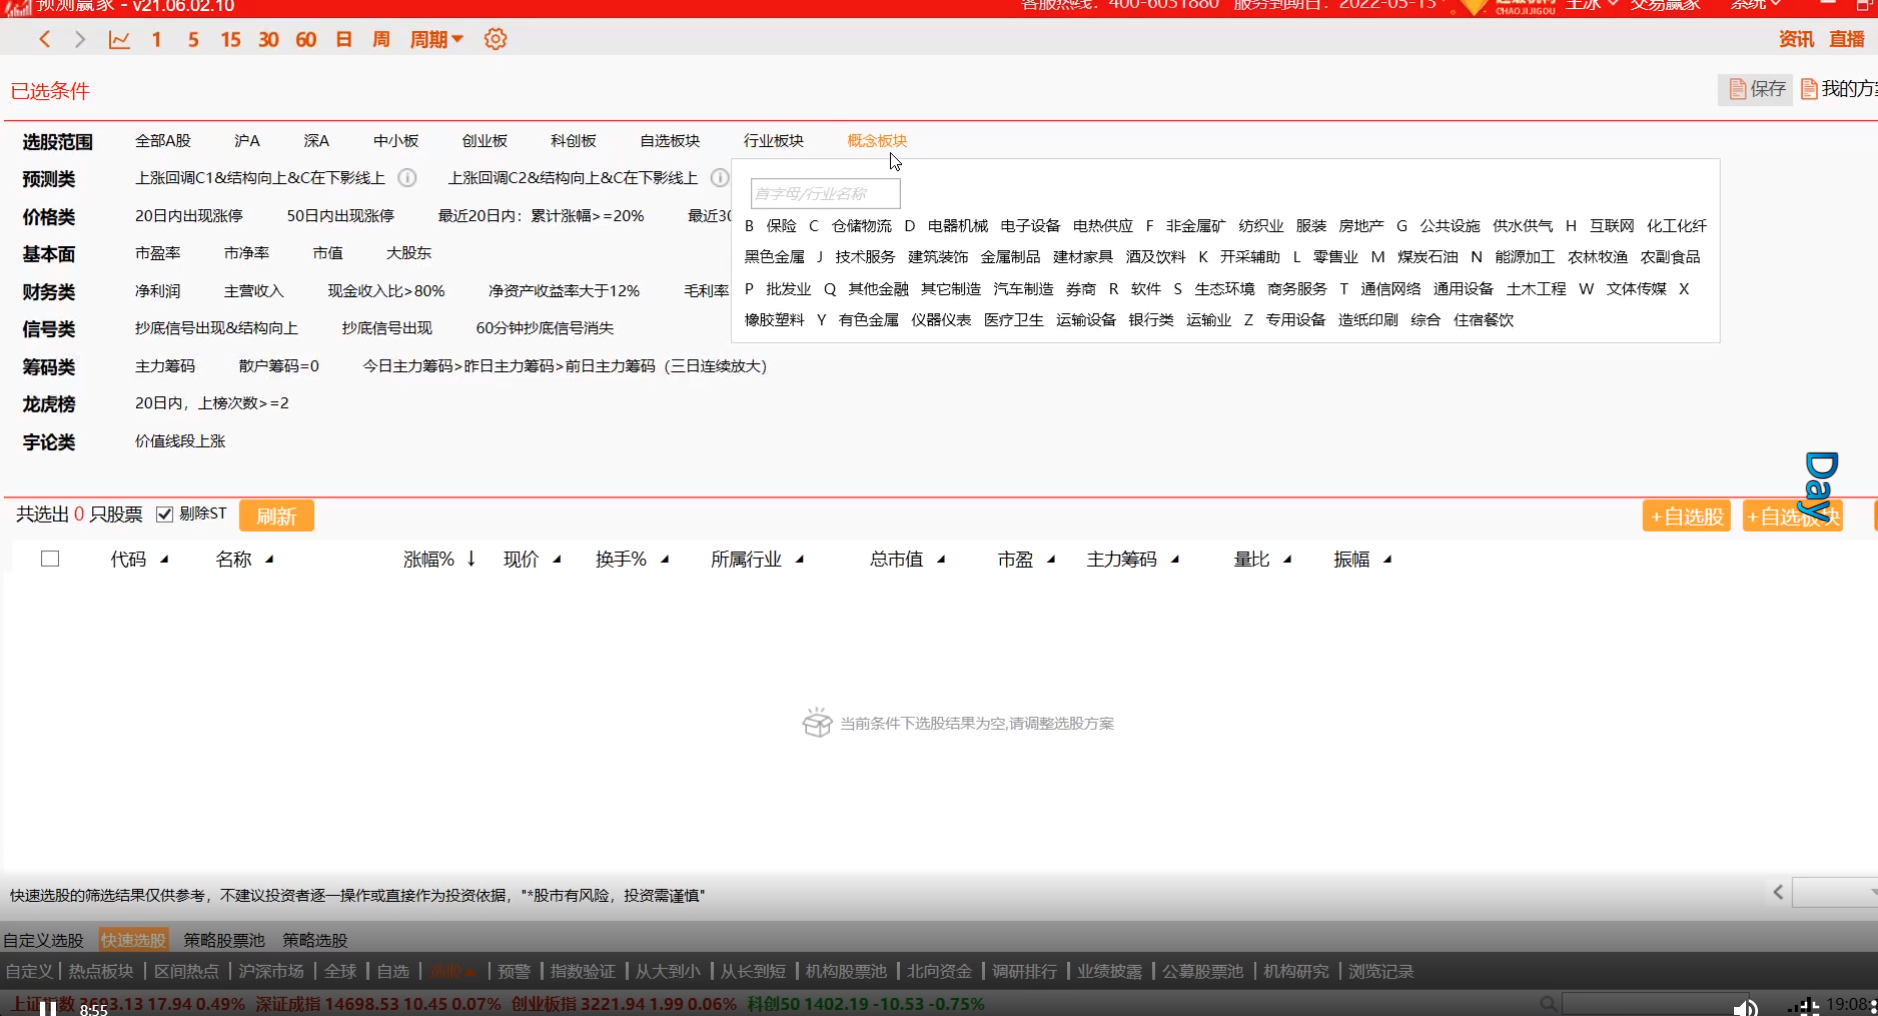 预测赢家 - v21.06.02.10 客服热线：400-6031880 服务到期日：2022-05-13 CHAOJIJIGOU 王冰 交易赢家 系统
1 5 15 30 60 日 周 周期 资讯 直播
已选条件 保存 我的方案
选股范围 全部A股 沪A 深A 中小板 创业板 科创板 自选板块 行业板块 概念板块
预测类 上涨回调C1&结构向上&C在下影线上 上涨回调C2&结构向上&C在下影线上
首字母/行业名称
价格类 20日内出现涨停 50日内出现涨停 最近20日内：累计涨幅>=20% 最近30
B 保险 C 仓储物流 D 电器机械 电子设备 电热供应 F 非金属矿 纺织业 服装 房地产 G 公共设施 供水供气 H 互联网 化工化纤
基本面 市盈率 市净率 市值 大股东
黑色金属 J 技术服务 建筑装饰 金属制品 建材家具 酒及饮料 K 开采辅助 L 零售业 M 煤炭石油 N 能源加工 农林牧渔 农副食品
财务类 净利润 主营收入 现金收入比>80% 净资产收益率大于12% 毛利率
P 批发业 Q 其他金融 其它制造 汽车制造 券商 R 软件 S 生态环境 商务服务 T 通信网络 通用设备 土木工程 W 文体传媒 X
信号类 抄底信号出现&结构向上 抄底信号出现 60分钟抄底信号消失
橡胶塑料 Y 有色金属 仪器仪表 医疗卫生 运输设备 银行类 运输业 Z 专用设备 造纸印刷 综合 住宿餐饮
筹码类 主力筹码 散户筹码=0 今日主力筹码>昨日主力筹码>前日主力筹码（三日连续放大）
龙虎榜 20日内，上榜次数>=2
宇论类 价值线段上涨
Day
共选出 0 只股票 剔除ST 刷新 +自选股 +自选板块
代码 名称 涨幅% 现价 换手% 所属行业 总市值 市盈 主力筹码 量比 振幅
当前条件下选股结果为空,请调整选股方案
快速选股的筛选结果仅供参考，不建议投资者逐一操作或直接作为投资依据，"*股市有风险，投资需谨慎"
自定义选股 快速选股 策略股票池 策略选股
自定义 热点板块 区间热点 沪深市场 全球 自选 选股 预警 指数验证 从大到小 从长到短 机构股票池 北向资金 调研排行 业绩披露 公募股票池 机构研究 浏览记录
上证指数 3693.13 17.94 0.49% 深证成指 14698.53 10.45 0.07% 创业板指 3221.94 1.99 0.06% 科创50 1402.19 -10.53 -0.75% 19:08:
8:55